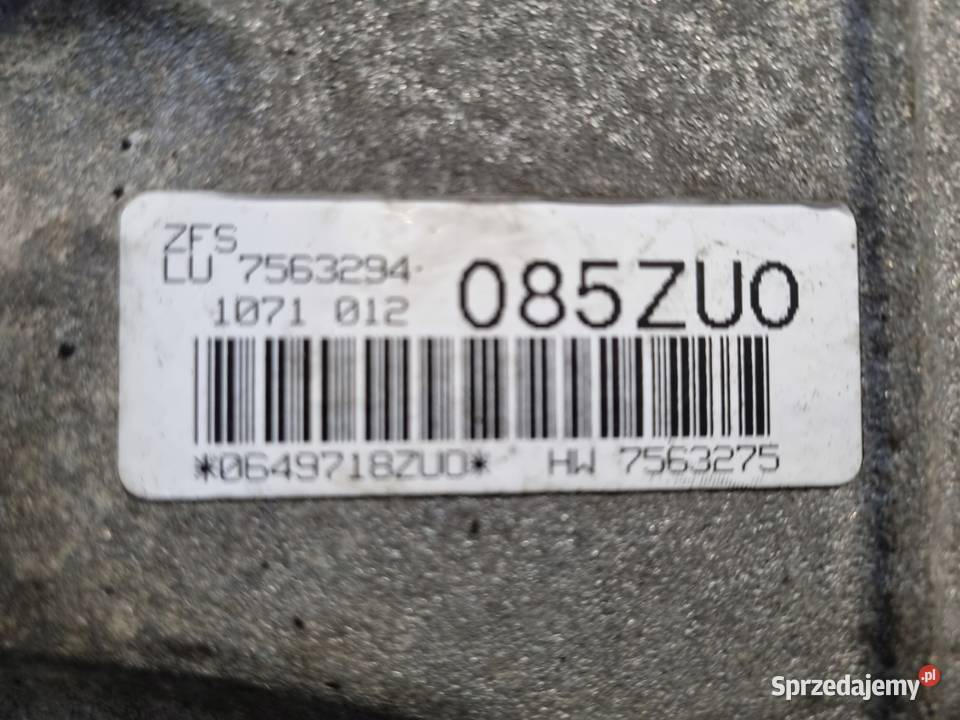 ZFS
LU 7563294
1071 012
085ZU0
*0649718ZU0* HW 7563275
Sprzedajemy.pl